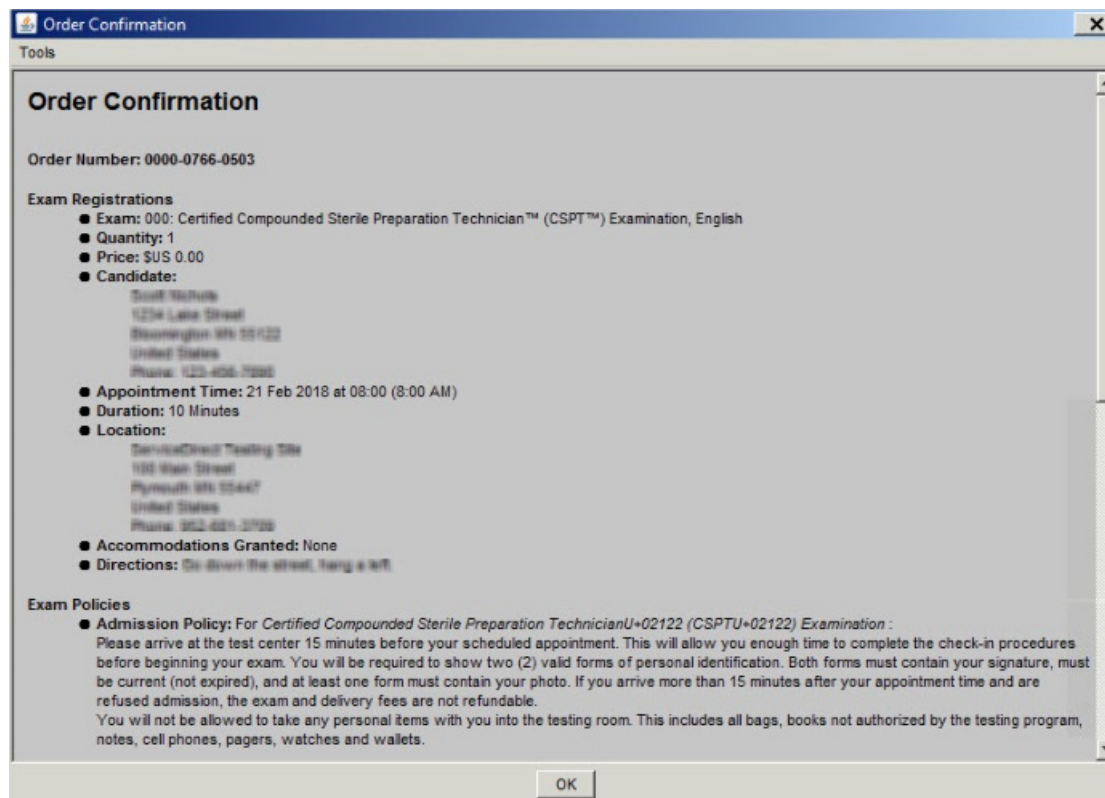 Order Confirmation
Tools
Order Confirmation
Order Number: 0000-0766-0503
Exam Registrations
Exam: 000: Certified Compounded Sterile Preparation Technician™ (CSPT™) Examination, English
Quantity: 1
Price: $US 0.00
Candidate:
Appointment Time: 21 Feb 2018 at 08:00 (8:00 AM)
Duration: 10 Minutes
Location:
Accommodations Granted: None
Directions:
Exam Policies
Admission Policy: For Certified Compounded Sterile Preparation TechnicianU+02122 (CSPTU+02122) Examination :
Please arrive at the test center 15 minutes before your scheduled appointment. This will allow you enough time to complete the check-in procedures
before beginning your exam. You will be required to show two (2) valid forms of personal identification. Both forms must contain your signature, must
be current (not expired), and at least one form must contain your photo. If you arrive more than 15 minutes after your appointment time and are
refused admission, the exam and delivery fees are not refundable.
You will not be allowed to take any personal items with you into the testing room. This includes all bags, books not authorized by the testing program,
notes, cell phones, pagers, watches and wallets.
OK